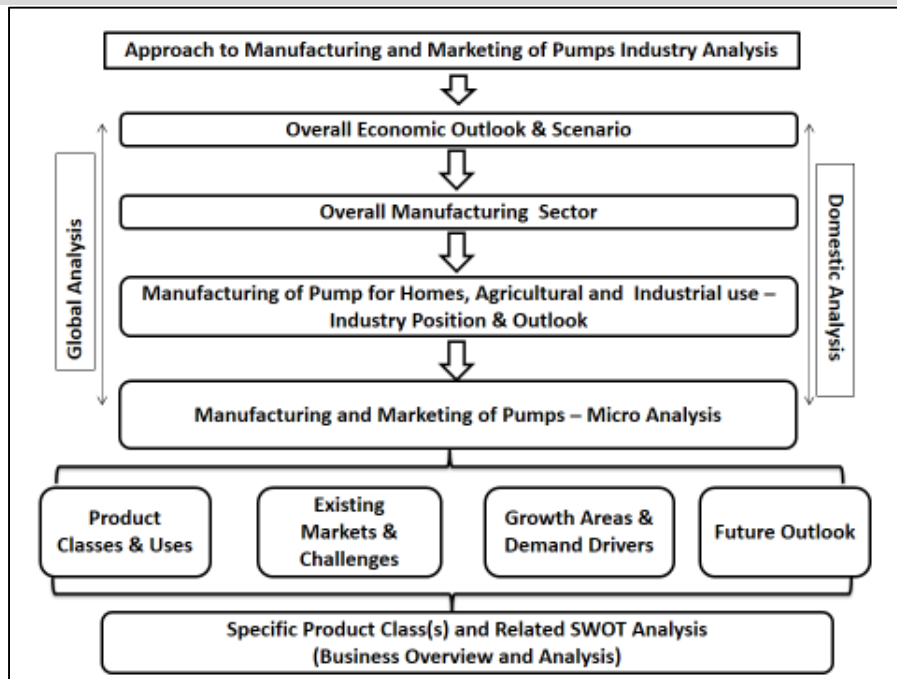 Approach to Manufacturing and Marketing of Pumps Industry Analysis
Overall Economic Outlook & Scenario
Global Analysis
Domestic Analysis
Overall Manufacturing Sector
Manufacturing of Pump for Homes, Agricultural and Industrial use –
Industry Position & Outlook
Manufacturing and Marketing of Pumps – Micro Analysis
Product
Classes & Uses
Existing
Markets &
Challenges
Growth Areas &
Demand Drivers
Future Outlook
Specific Product Class(s) and Related SWOT Analysis
(Business Overview and Analysis)